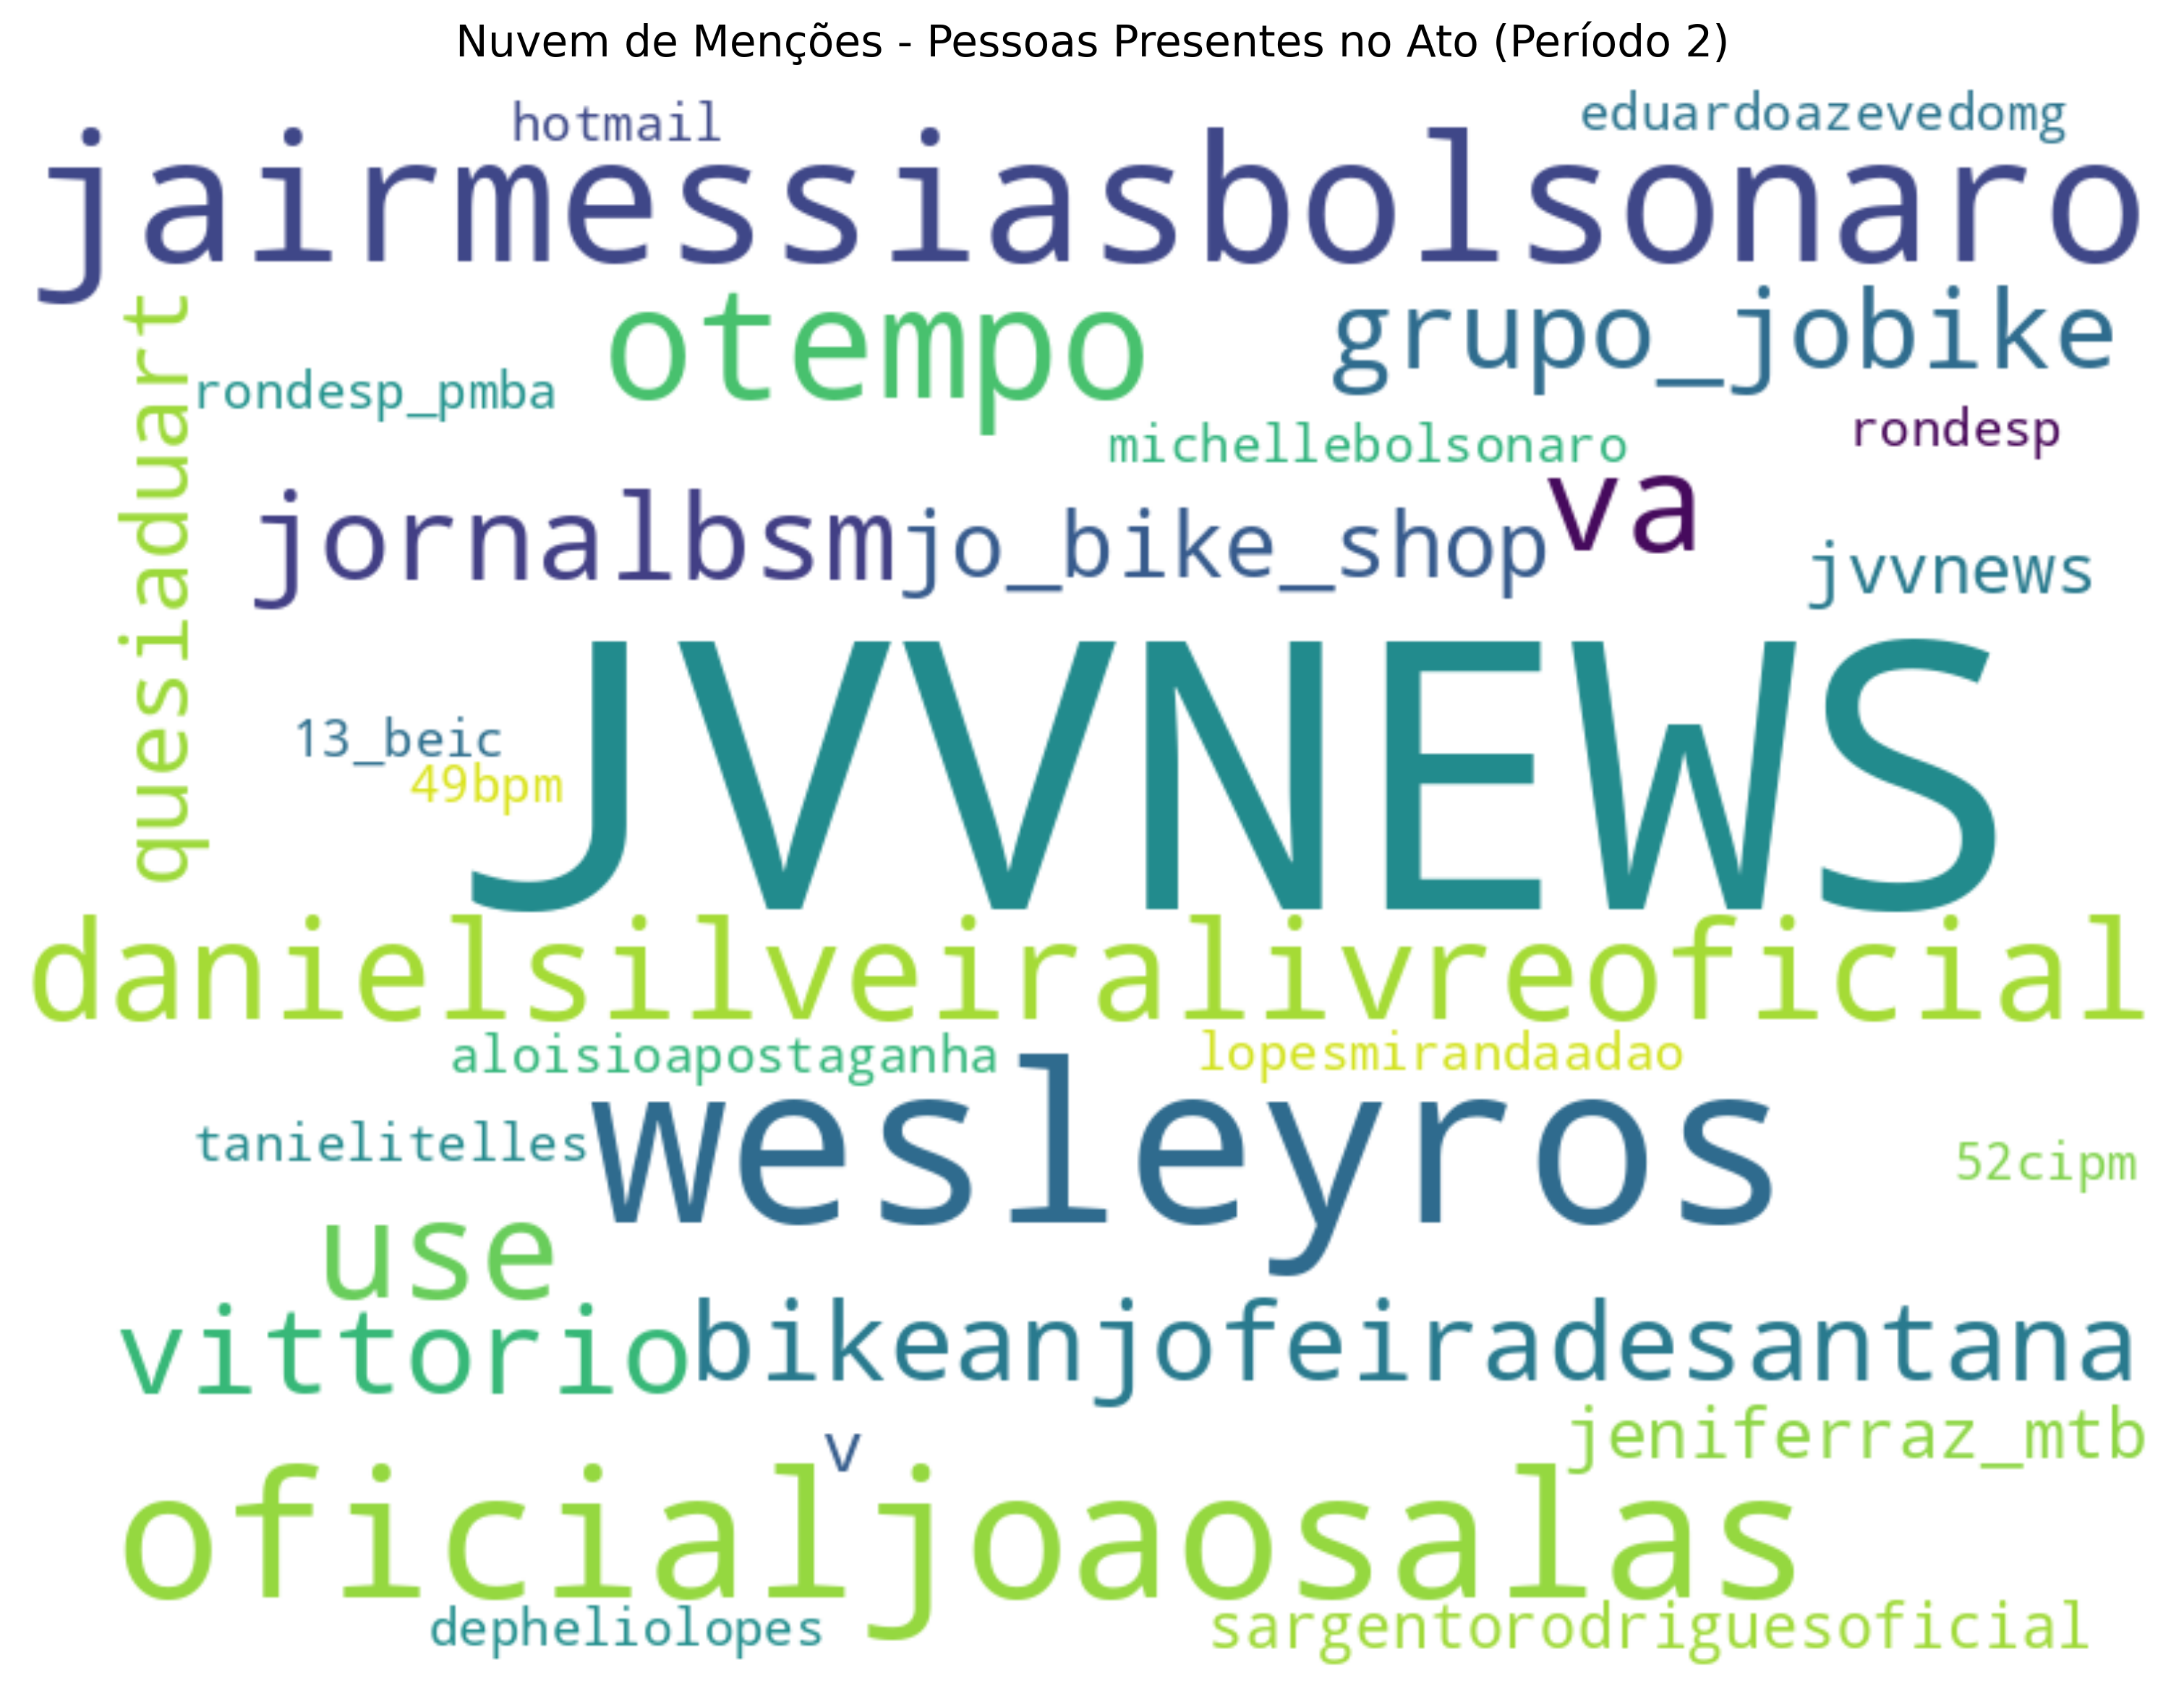 Nuvem de Menções - Pessoas Presentes no Ato (Período 2)
hotmail
eduardoazevedomg
jairmessiasbolsonaro
otempo
grupo_jobike
quesiaduart
rondesp_pmba
michellebolsonaro
rondesp
jornalbsm
jo_bike_shop
va
jvvnews
JVVNEWS
13_beic
49bpm
danielsilveiralivreoficial
aloisioapostaganha
lopesmirandaadao
tanielitelles
wesleyros
52cipm
use
vittorio
bikeanjofeiradesantana
v
jeniferraz_mtb
oficialjoaosalas
depheliolopes
sargentorodriguesoficial